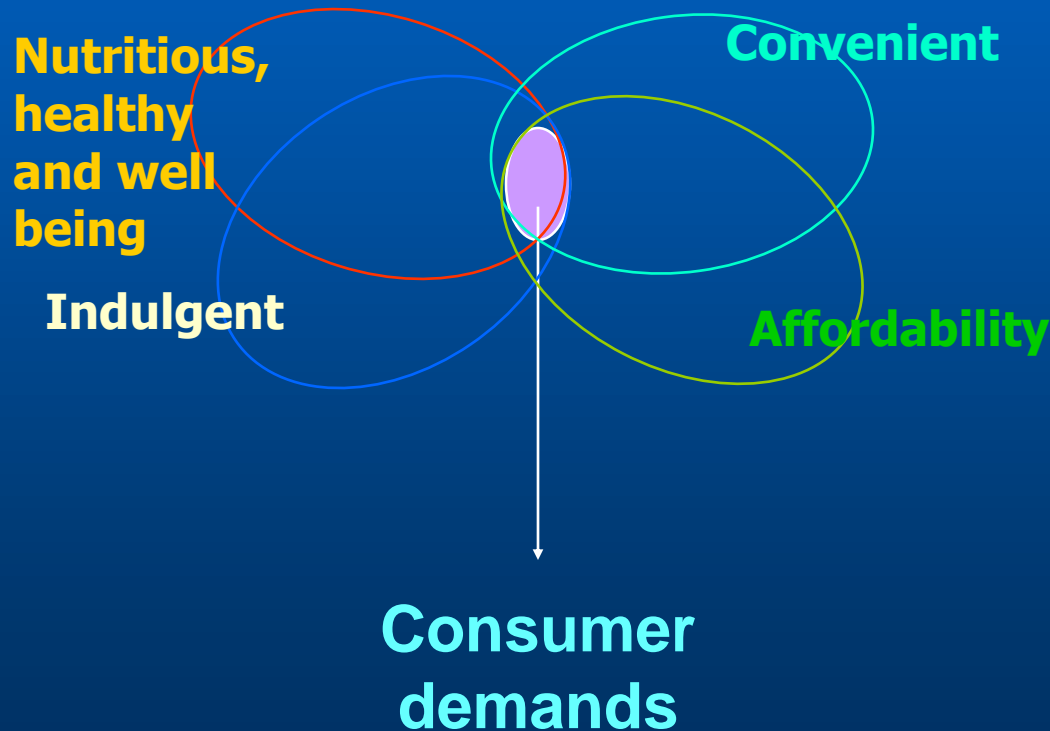 Nutritious,
healthy
and well
being
Convenient
Indulgent
Affordability
Consumer
demands